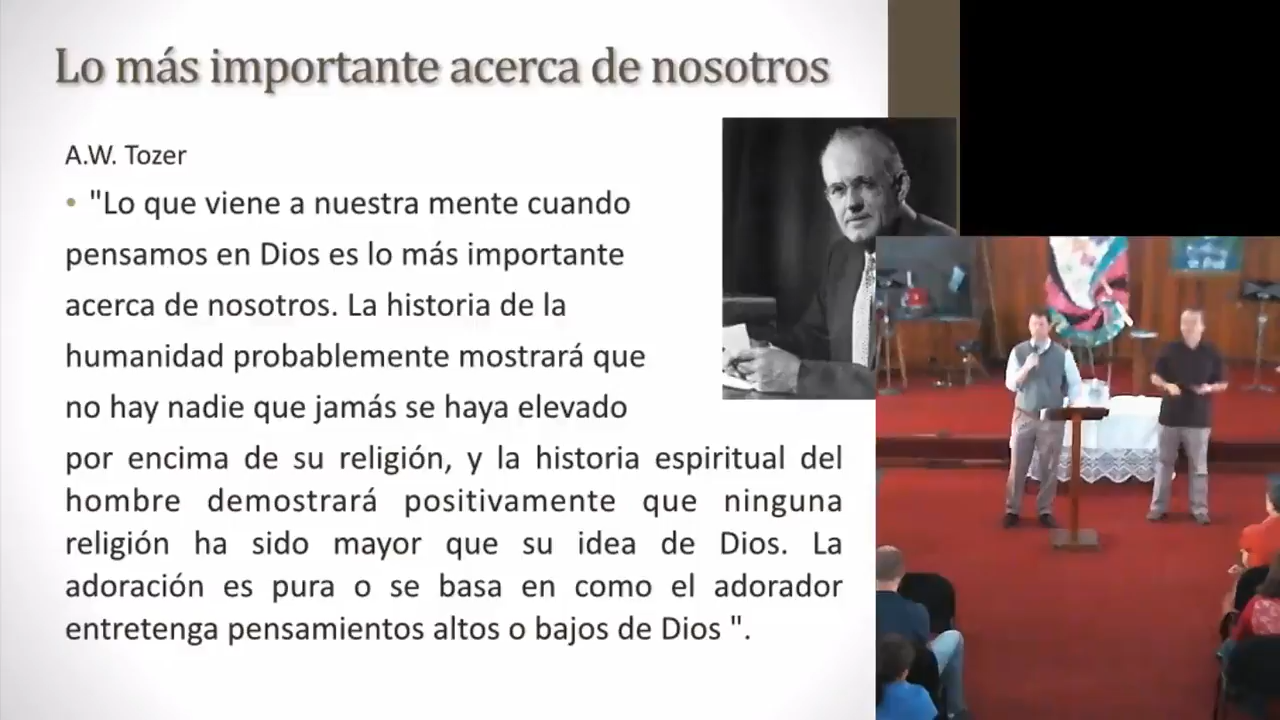 Lo más importante acerca de nosotros
A.W. Tozer
• "Lo que viene a nuestra mente cuando
pensamos en Dios es lo más importante
acerca de nosotros. La historia de la
humanidad probablemente mostrará que
no hay nadie que jamás se haya elevado
por encima de su religión, y la historia espiritual del
hombre demostrará positivamente que ninguna
religión ha sido mayor que su idea de Dios. La
adoración es pura o se basa en como el adorador
entretenga pensamientos altos o bajos de Dios ".